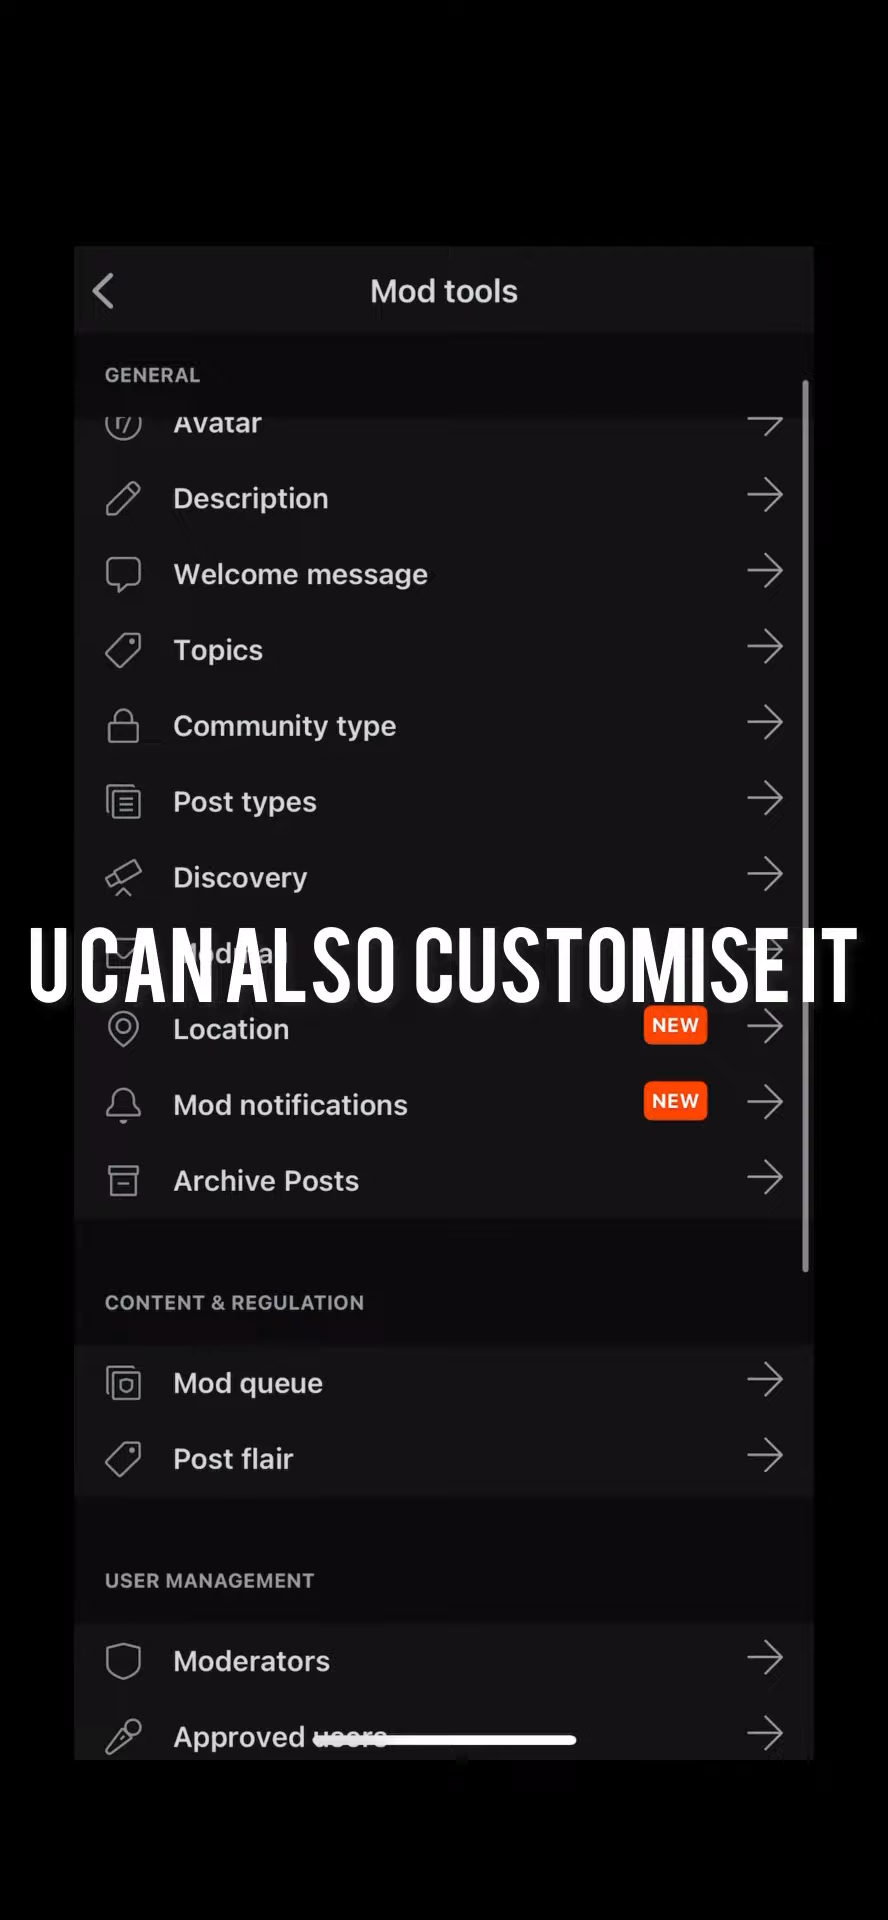 Mod tools
GENERAL
Avatar
Description
Welcome message
Topics
Community type
Post types
Discovery
U CAN ALSO CUSTOMISE IT
Location NEW
Mod notifications NEW
Archive Posts
CONTENT & REGULATION
Mod queue
Post flair
USER MANAGEMENT
Moderators
Approved users